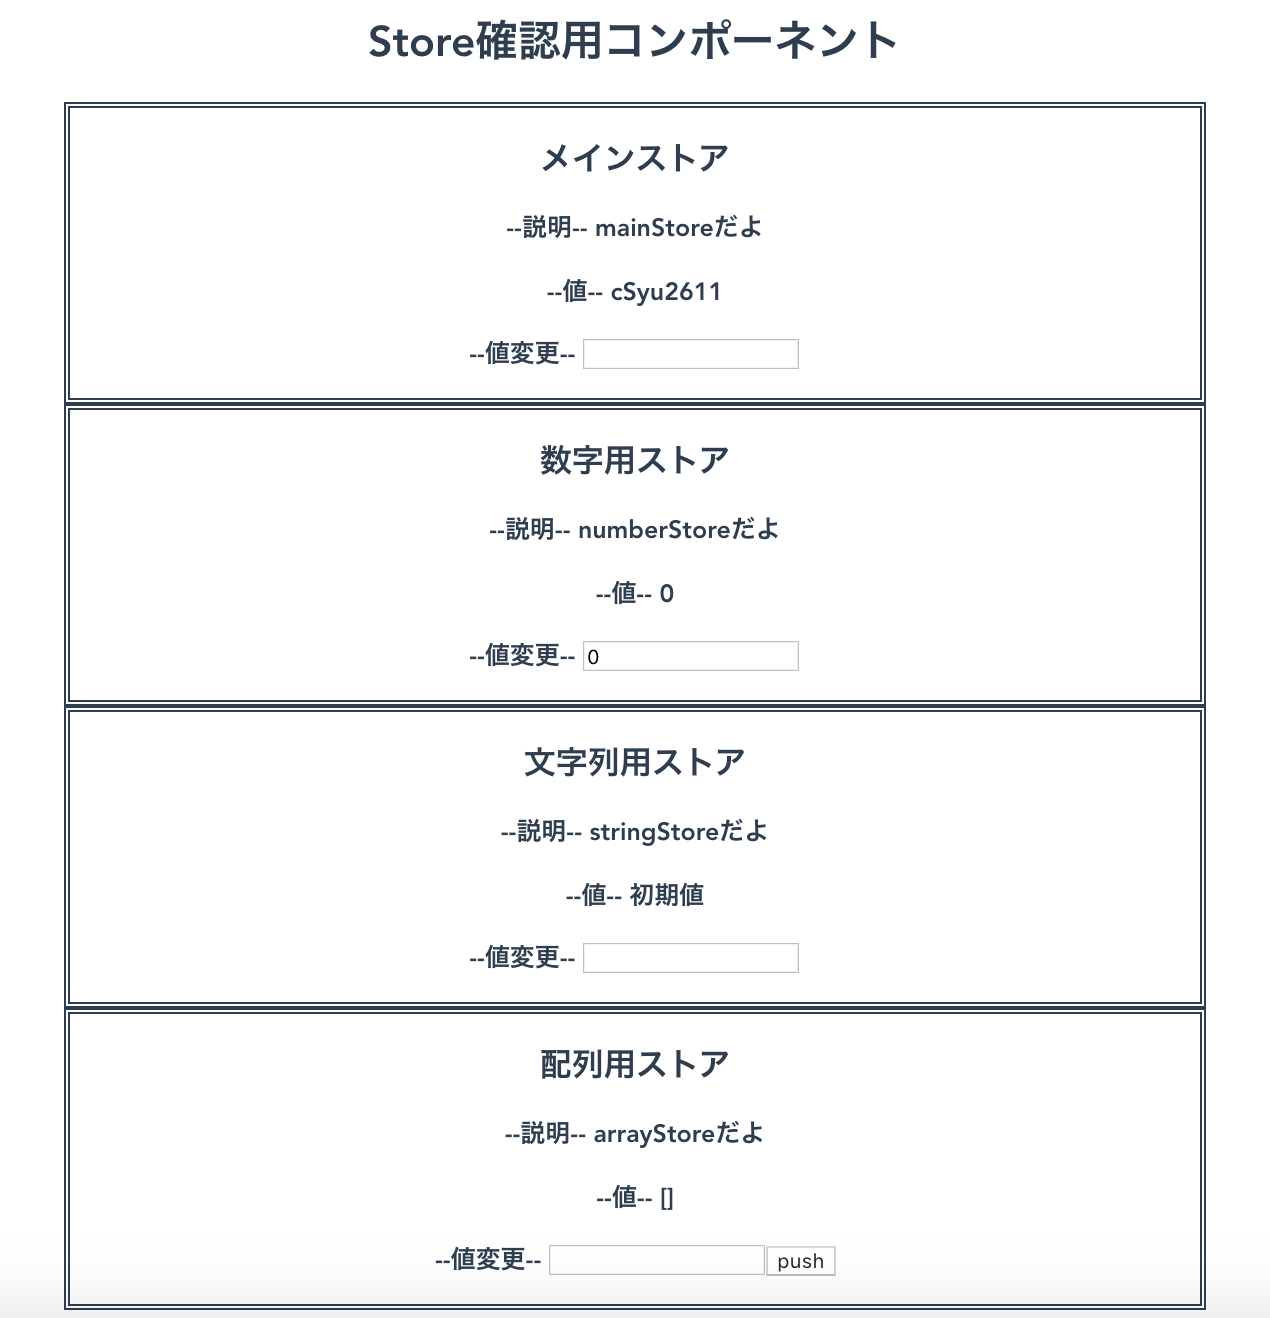 Store確認用コンポーネント
メインストア
--説明-- mainStoreだよ
--値-- cSyu2611
--値変更--
数字用ストア
--説明-- numberStoreだよ
--値-- 0
--値変更-- 0
文字列用ストア
--説明-- stringStoreだよ
--値-- 初期値
--値変更--
配列用ストア
--説明-- arrayStoreだよ
--値-- []
--値変更-- push